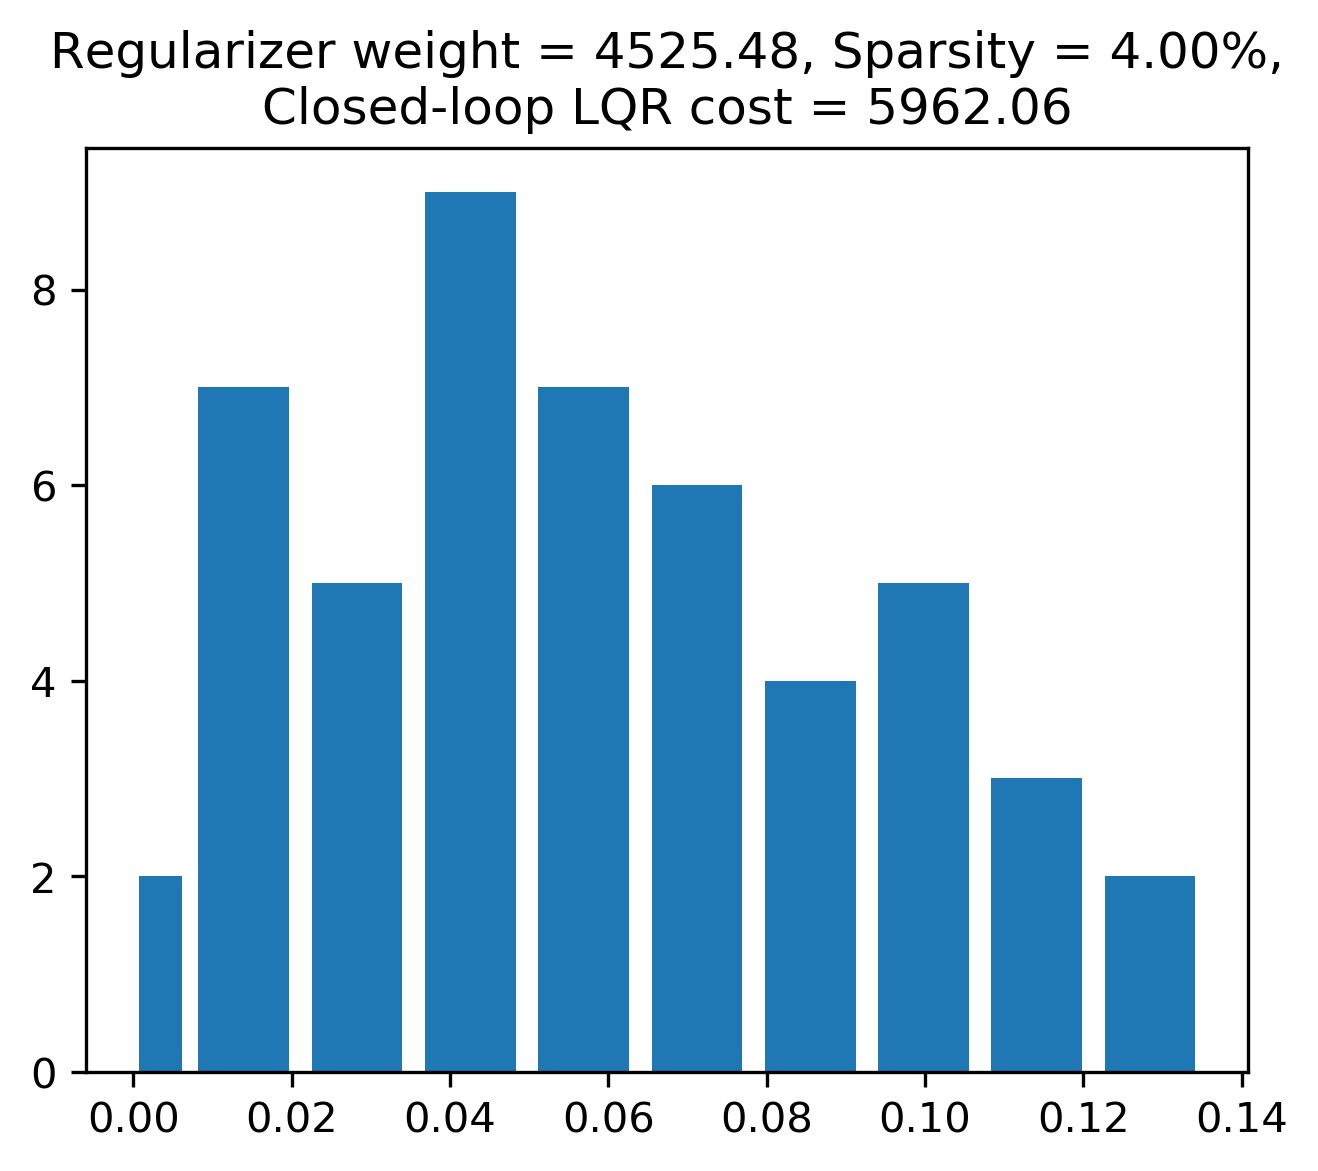 Regularizer weight = 4525.48, Sparsity = 4.00%,
Closed-loop LQR cost = 5962.06
8
6
4
2
0
0.00 0.02 0.04 0.06 0.08 0.10 0.12 0.14